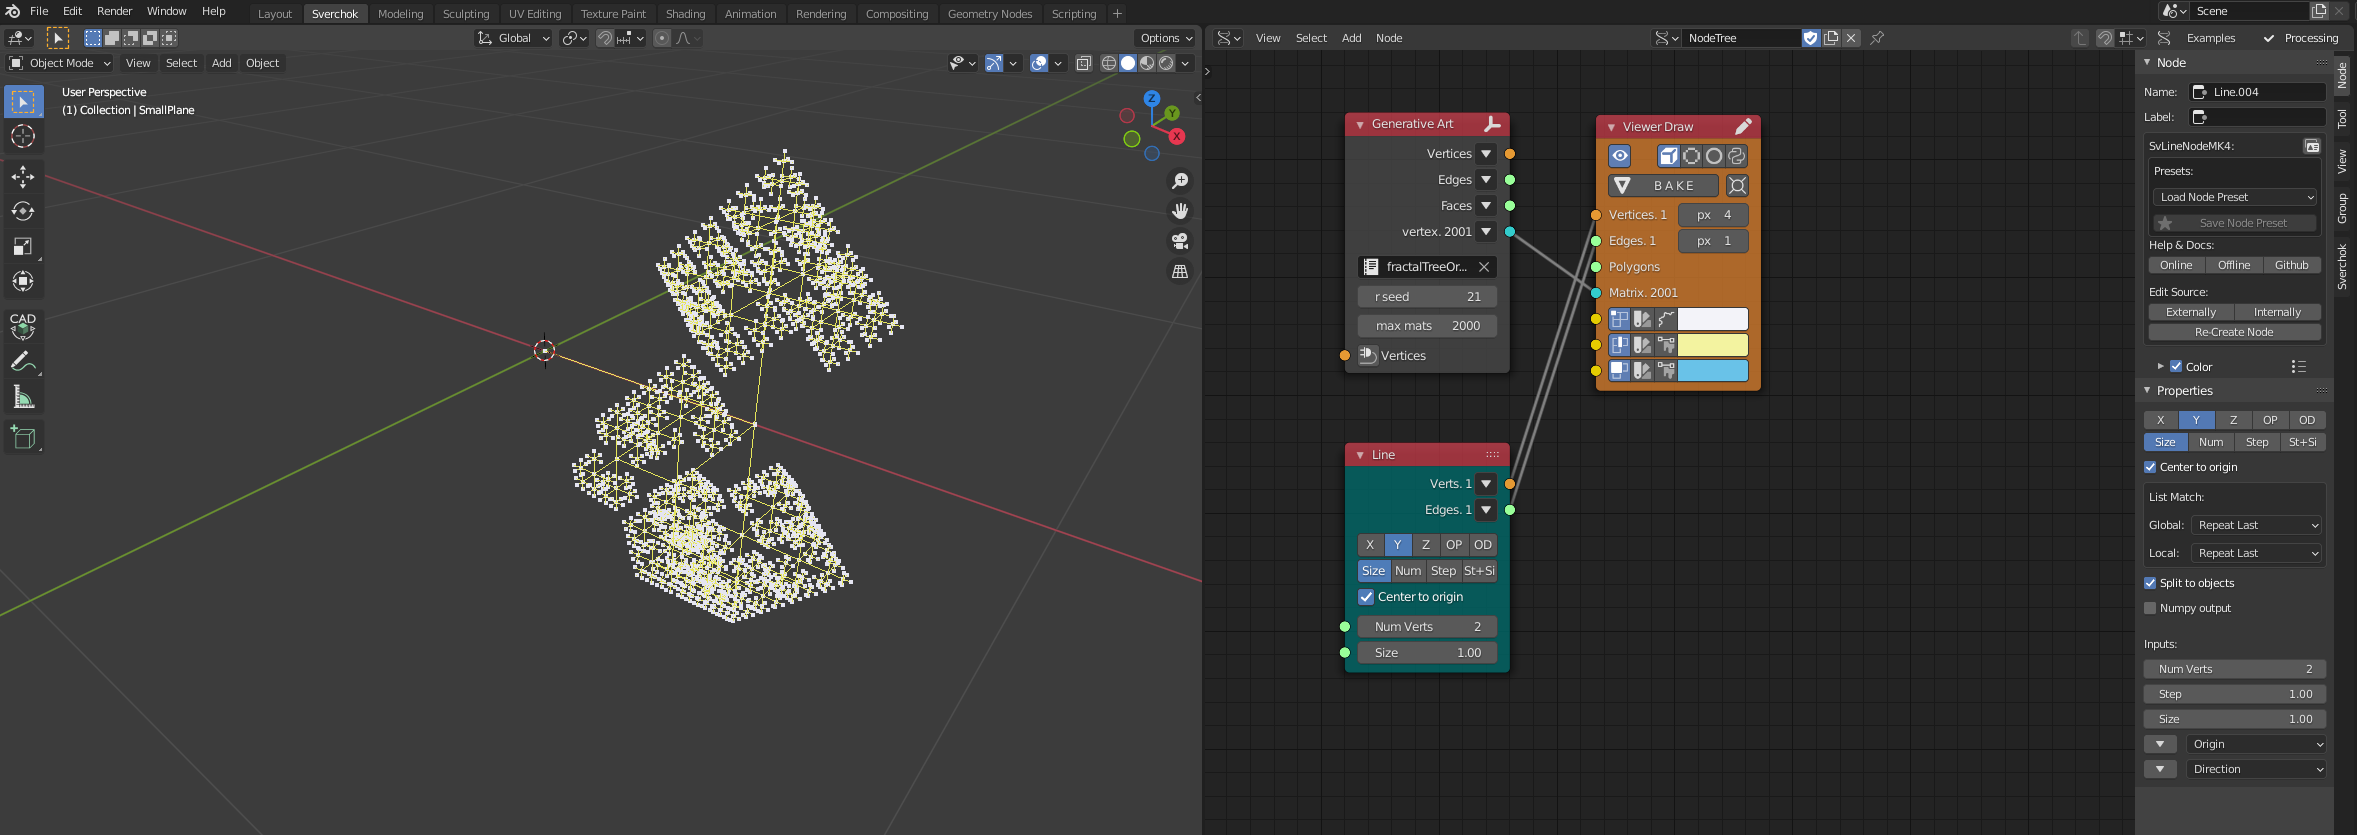 File Edit Render Window Help Layout Sverchok Modeling Sculpting UV Editing Texture Paint Shading Animation Rendering Compositing Geometry Nodes Scripting + Scene
Global Options
View Select Add Node NodeTree Examples Processing
Object Mode View Select Add Object
User Perspective
(1) Collection | SmallPlane
Z
Y
X
CAD
Generative Art
Vertices
Edges
Faces
vertex. 2001
fractalTreeOr...
r seed 21
max mats 2000
Vertices
Viewer Draw
B A K E
Vertices. 1 px 4
Edges. 1 px 1
Polygons
Matrix. 2001
Line
Verts. 1
Edges. 1
X Y Z OP OD
Size Num Step St+Si
Center to origin
Num Verts 2
Size 1.00
Node
Name: Line.004
Label:
SvLineNodeMK4:
Presets:
Load Node Preset
Save Node Preset
Help & Docs:
Online Offline Github
Edit Source:
Externally Internally
Re-Create Node
Color
Properties
X Y Z OP OD
Size Num Step St+Si
Center to origin
List Match:
Global: Repeat Last
Local: Repeat Last
Split to objects
Numpy output
Inputs:
Num Verts 2
Step 1.00
Size 1.00
Origin
Direction
Node
Tool
View
Group
Sverchok